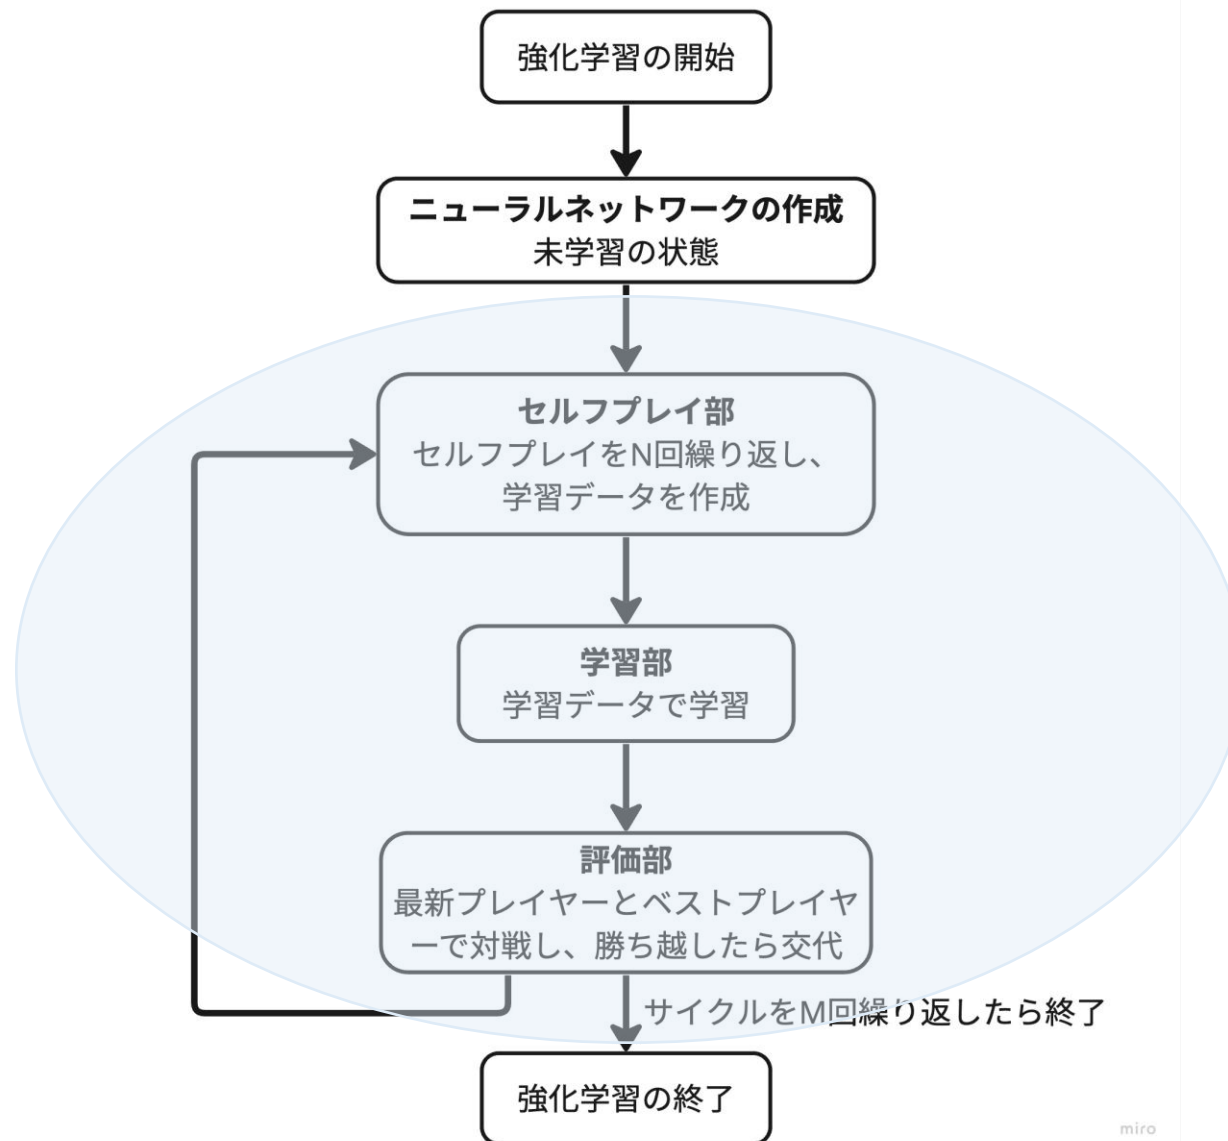 強化学習の開始
ニューラルネットワークの作成
未学習の状態
セルフプレイ部
セルフプレイをN回繰り返し、
学習データを作成
学習部
学習データで学習
評価部
最新プレイヤーとベストプレイヤ
ーで対戦し、勝ち越したら交代
サイクルをM回繰り返したら終了
強化学習の終了
miro